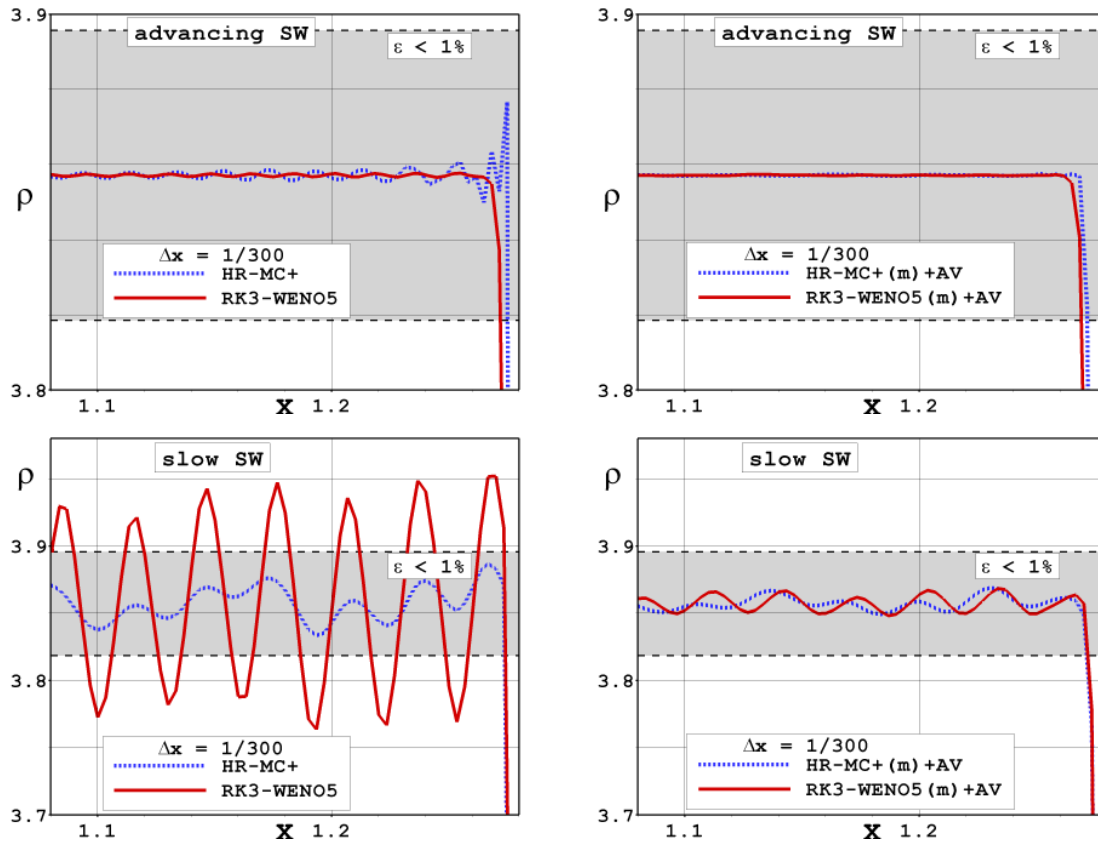 3.9
advancing SW
ε < 1%
ρ
Δx = 1/300
HR-MC+
RK3-WENO5
3.8
1.1
x
1.2
3.9
advancing SW
ε < 1%
ρ
Δx = 1/300
HR-MC+(m)+AV
RK3-WENO5(m)+AV
3.8
1.1
x
1.2
ρ
slow SW
3.9
ε < 1%
3.8
Δx = 1/300
HR-MC+
RK3-WENO5
3.7
1.1
x
1.2
ρ
slow SW
3.9
ε < 1%
3.8
Δx = 1/300
HR-MC+(m)+AV
RK3-WENO5(m)+AV
3.7
1.1
x
1.2